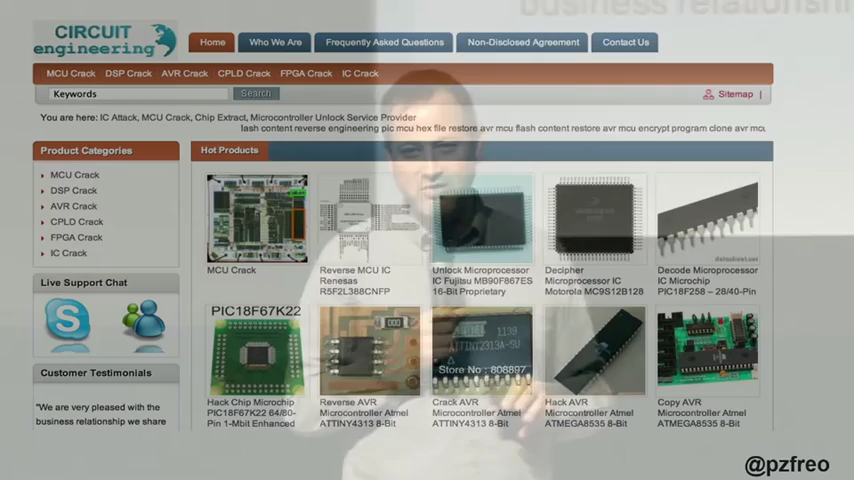 business relationship
CIRCUIT
engineering
Home
Who We Are
Frequently Asked Questions
Non-Disclosed Agreement
Contact Us
MCU Crack DSP Crack AVR Crack CPLD Crack FPGA Crack IC Crack
Keywords
Search
Sitemap |
You are here: IC Attack, MCU Crack, Chip Extract, Microcontroller Unlock Service Provider
lash content reverse engineering pic mcu hex file restore avr mcu flash content restore avr mcu encrypt program clone avr mcu
Product Categories
MCU Crack
DSP Crack
AVR Crack
CPLD Crack
FPGA Crack
IC Crack
Live Support Chat
Customer Testimonials
"We are very pleased with the
business relationship we share
Hot Products
MCU Crack
Reverse MCU IC
Renesas
R5F2L388CNFP
Unlock Microprocessor
IC Fujitsu MB90F867ES
16-Bit Proprietary
Decipher
Microprocessor IC
Motorola MC9S12B128
datasheet.net
Decode Microprocessor
IC Microchip
PIC18F258 – 28/40-Pin
PIC18F67K22
Hack Chip Microchip
PIC18F67K22 64/80-
Pin 1-Mbit Enhanced
000
Reverse AVR
Microcontroller Atmel
ATTINY4313 8-Bit
1139
ATTINY2313A-SU
Store No : 808897
Crack AVR
Microcontroller Atmel
ATTINY4313 8-Bit
Hack AVR
Microcontroller Atmel
ATMEGA8535 8-Bit
Copy AVR
Microcontroller Atmel
ATMEGA8535 8-Bit
@pzfreo